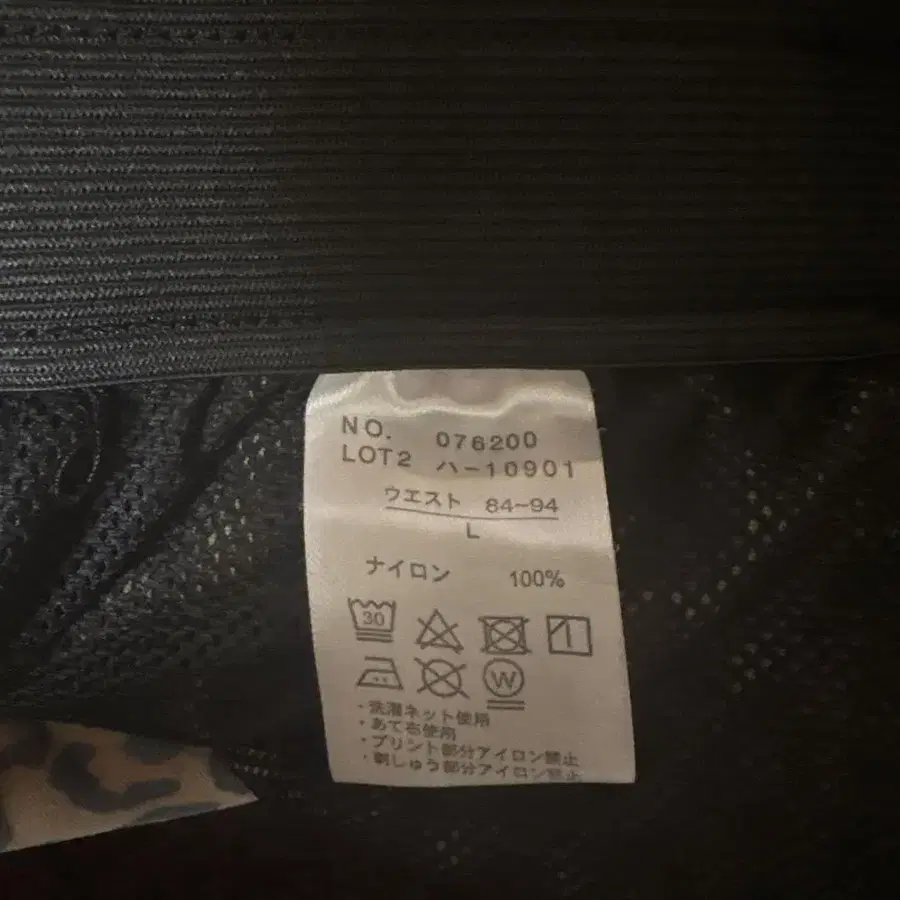 NO. 076200
LOT2 ハ-10901
ウエスト 84-94
L
ナイロン 100%
30
W
・洗濯ネット使用
・あて布使用
・プリント部分アイロン禁止
・刺しゅう部分アイロン禁止